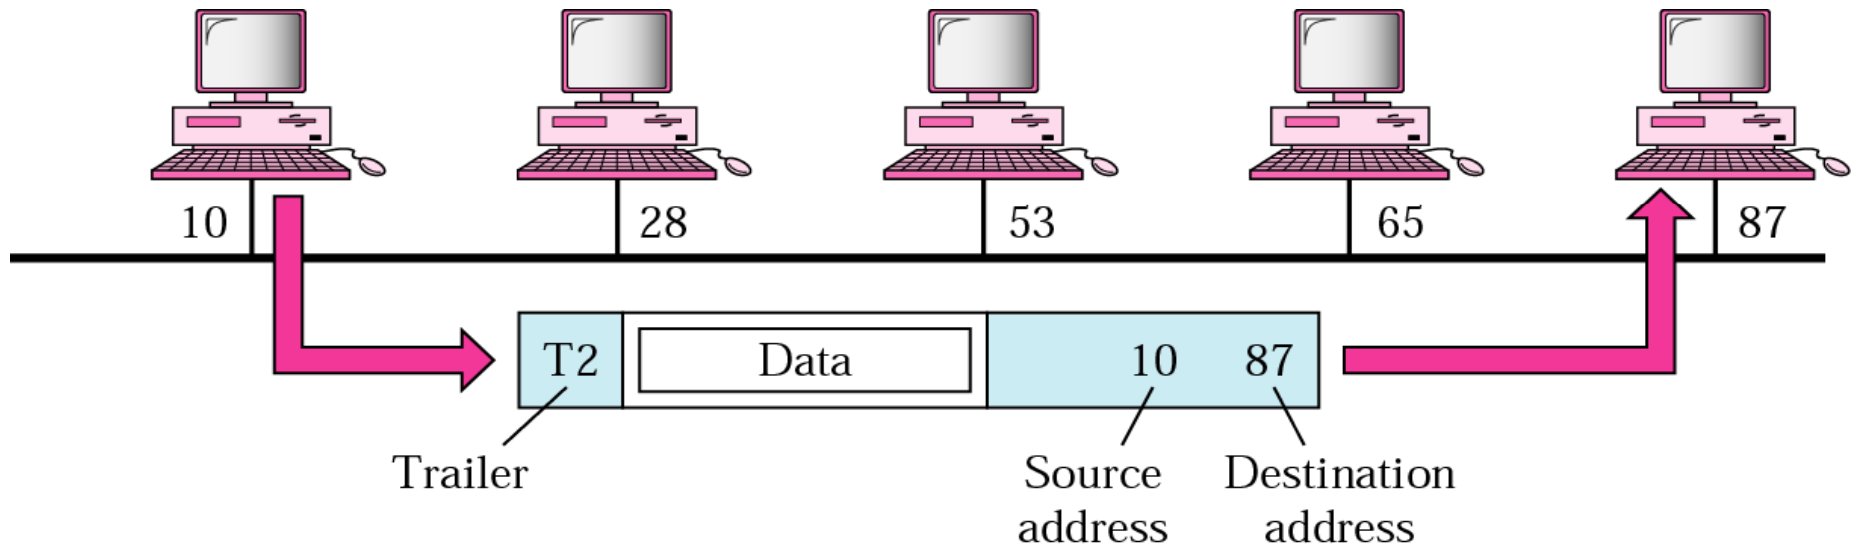 10 28 53 65 87
T2 Data 10 87
Trailer
Source address
Destination address